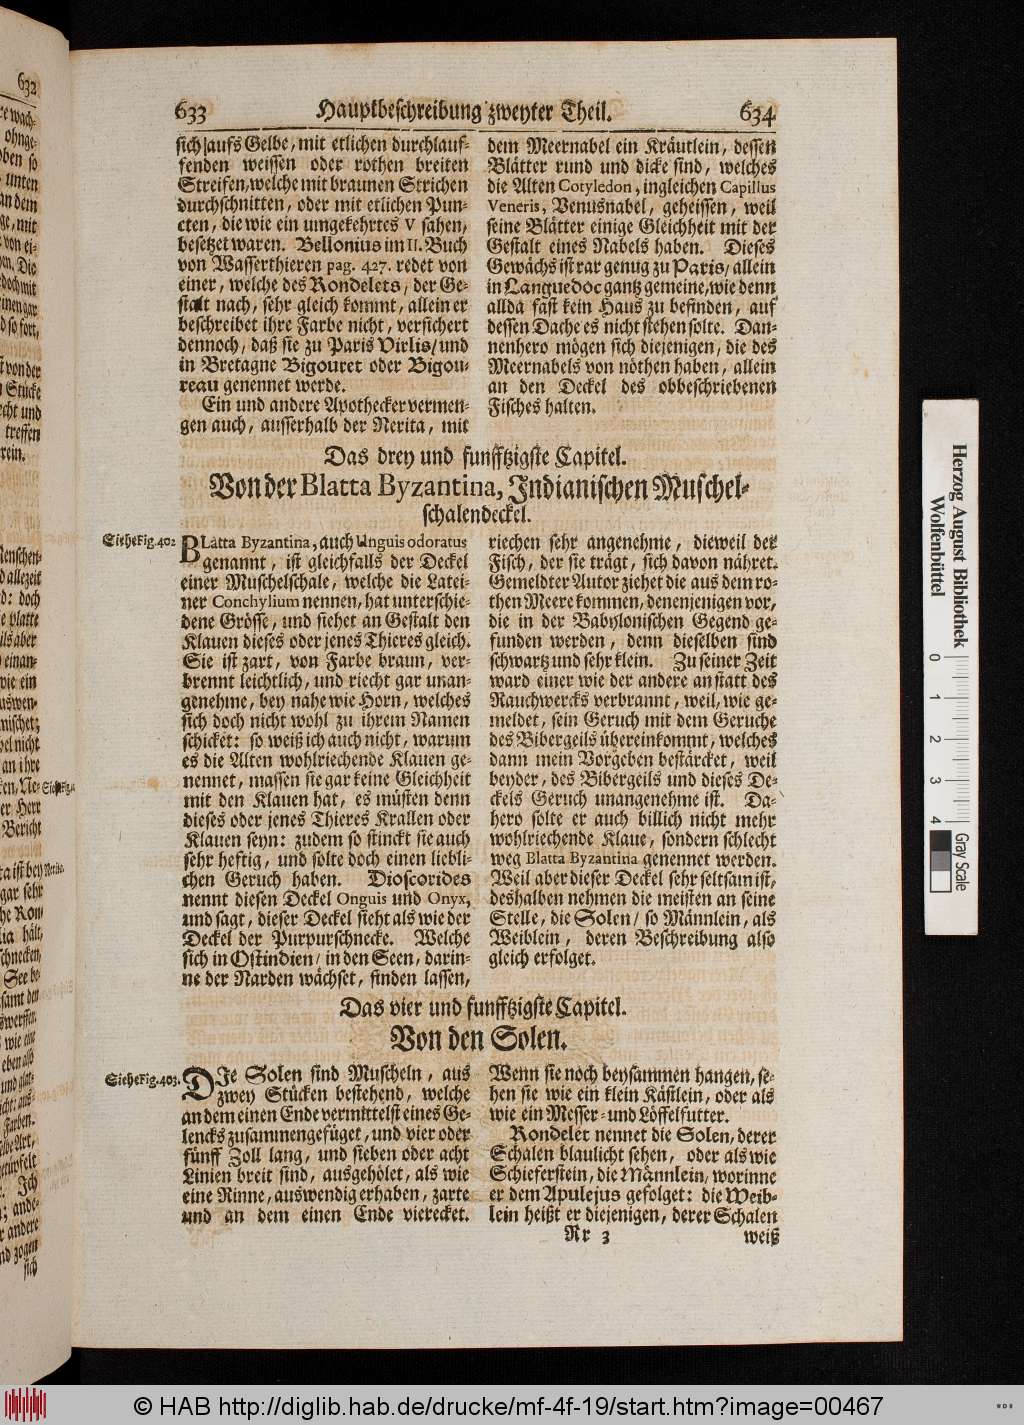 633 Hauptbeschreibung zweyter Theil. 634
sich / aufs Gelbe, mit etlichen durchlauf-
fenden weissen oder rothen breiten
Streifen, welche mit braunen Strichen
durchschnitten, oder mit etlichen Pun-
cten, die wie ein umgekehrtes V sahen,
besetzet waren. Bellonius im II. Buch
von Wasserthieren pag. 427. redet von
einer, welche des Rondelets, der Ge-
stalt nach, sehr gleich kommt, allein er
beschreibet ihre Farbe nicht, versichert
dennoch, daß sie zu Paris Virlis / und
in Bretagne Bigouret oder Bigou-
reau genennet werde.
Ein und andere Apothecker vermen-
gen auch, ausserhalb der Nerita, mit
dem Meernabel ein Kräutlein, dessen
Blätter rund und dicke sind, welches
die Alten Cotyledon, ingleichen Capillus
Veneris, Venusnabel, geheissen, weil
seine Blätter einige Gleichheit mit der
Gestalt eines Nabels haben. Dieses
Gewächs ist rar genug zu Paris / allein
in Languedoc gantz gemeine, wie denn
allda fast kein Haus zu befinden, auf
dessen Dache es nicht stehen solte. Dan-
nenhero mögen sich diejenigen, die des
Meernabels von nöthen haben, allein
an den Deckel des obbeschriebenen
Fisches halten.
Das drey und funfftzigste Capitel.
Von der Blatta Byzantina, Indianischen Muschel-
schalendeckel.
Siehe Fig. 402
BLatta Byzantina, auch Unguis odoratus
genannt, ist gleichfalls der Deckel
einer Muschelschale, welche die Latei-
ner Conchylium nennen, hat unterschie-
dene Grösse, und siehet an Gestalt den
Klauen dieses oder jenes Thieres gleich.
Sie ist zart, von Farbe braun, ver-
brennt leichtlich, und riecht gar unan-
genehme, bey nahe wie Horn, welches
sich doch nicht wohl zu ihrem Namen
schicket: so weiß ich auch nicht, warum
es die Alten wohlriechende Klauen ge-
nennet, massen sie gar keine Gleichheit
mit den Klauen hat, es müsten denn
dieses oder jenes Thieres Krallen oder
Klauen seyn: zudem so stinckt sie auch
sehr heftig, und solte doch einen liebli-
chen Geruch haben. Dioscorides
nennt diesen Deckel Onguis und Onyx,
und sagt, dieser Deckel sieht als wie der
Deckel der Purpurschnecke. Welche
sich in Ostindien / in den Seen, darin-
ne der Narden wächset, finden lassen,
riechen sehr angenehme, dieweil der
Fisch, der sie trägt, sich davon nähret.
Gemeldter Autor ziehet die aus dem ro-
then Meere kommen, denenjenigen vor,
die in der Babylonischen Gegend ge-
funden werden, denn dieselben sind
schwartz und sehr klein. Zu seiner Zeit
ward einer wie der andere anstatt des
Rauchwercks verbrannt, weil, wie ge-
meldet, sein Geruch mit dem Geruche
des Bibergeils übereinkommt, welches
dann mein Vorgeben bestärcket, weil
beyder, des Bibergeils und dieses De-
ckels Geruch unangenehme ist. Da-
hero solte er auch billich nicht mehr
wohlriechende Klaue, sondern schlecht
weg Blatta Byzantina genennet werden.
Weil aber dieser Deckel sehr seltsam ist,
deshalben nehmen die meisten an seine
Stelle, die Solen / so Männlein, als
Weiblein, deren Beschreibung also
gleich erfolget.
Das vier und funfftzigste Capitel.
Von den Solen.
Siehe Fig. 403.
DIe Solen sind Muscheln, aus
zwey Stücken bestehend, welche
an dem einen Ende vermittelst eines Ge-
lencks zusammengefüget, und vier oder
fünff Zoll lang, und sieben oder acht
Linien breit sind, ausgehölet, als wie
eine Rinne, auswendig erhaben, zarte
und an dem einen Ende vierecket.
Wenn sie noch beysammen hangen, se-
hen sie wie ein klein Kästlein, oder als
wie ein Messer- und Löffelfutter.
Rondelet nennet die Solen, derer
Schalen blaulicht sehen, oder als wie
Schieferstein, die Männlein, worinne
er dem Apulejus gefolget: die Weib-
lein heißt er diejenigen, derer Schalen
Rr 3 weiß
Herzog August Bibliothek
Wolfenbüttel
0 1 2 3 4
Gray Scale
© HAB http://diglib.hab.de/drucke/mf-4f-19/start.htm?image=00467